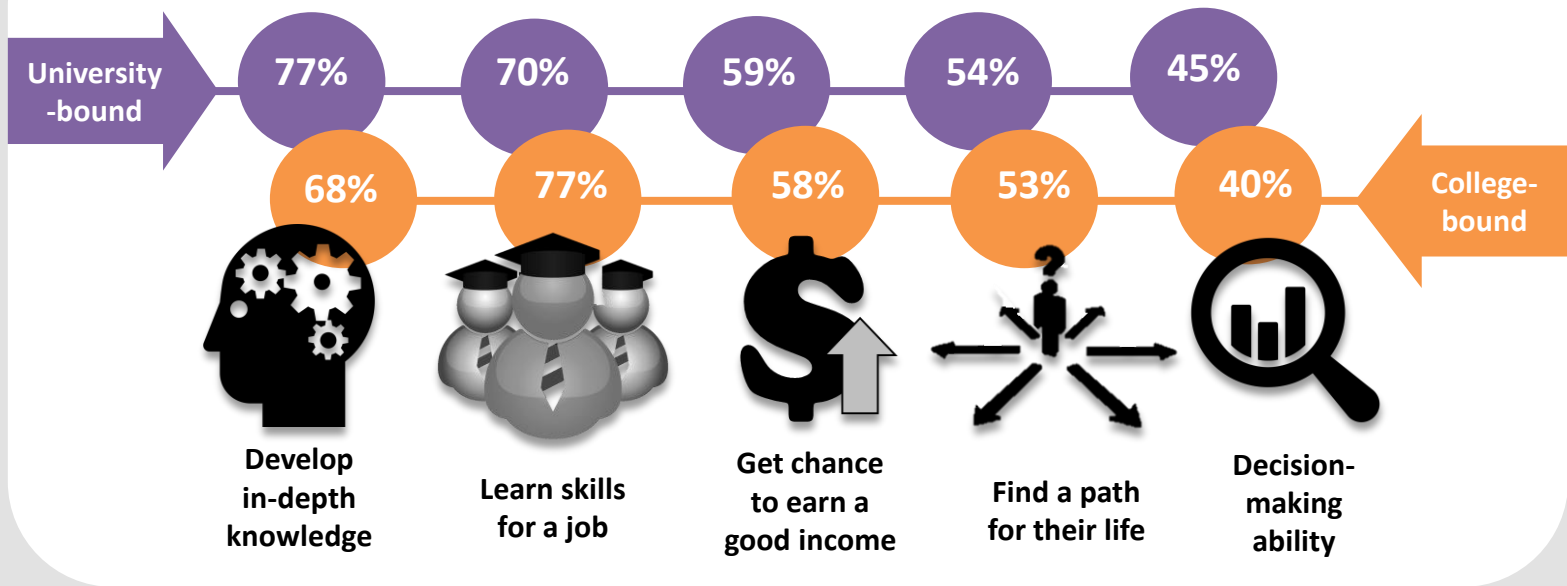 University
-bound
77%
70%
59%
54%
45%
68%
77%
58%
53%
40%
College-
bound
?
$
Develop
in-depth
knowledge
Learn skills
for a job
Get chance
to earn a
good income
Find a path
for their life
Decision-
making
ability